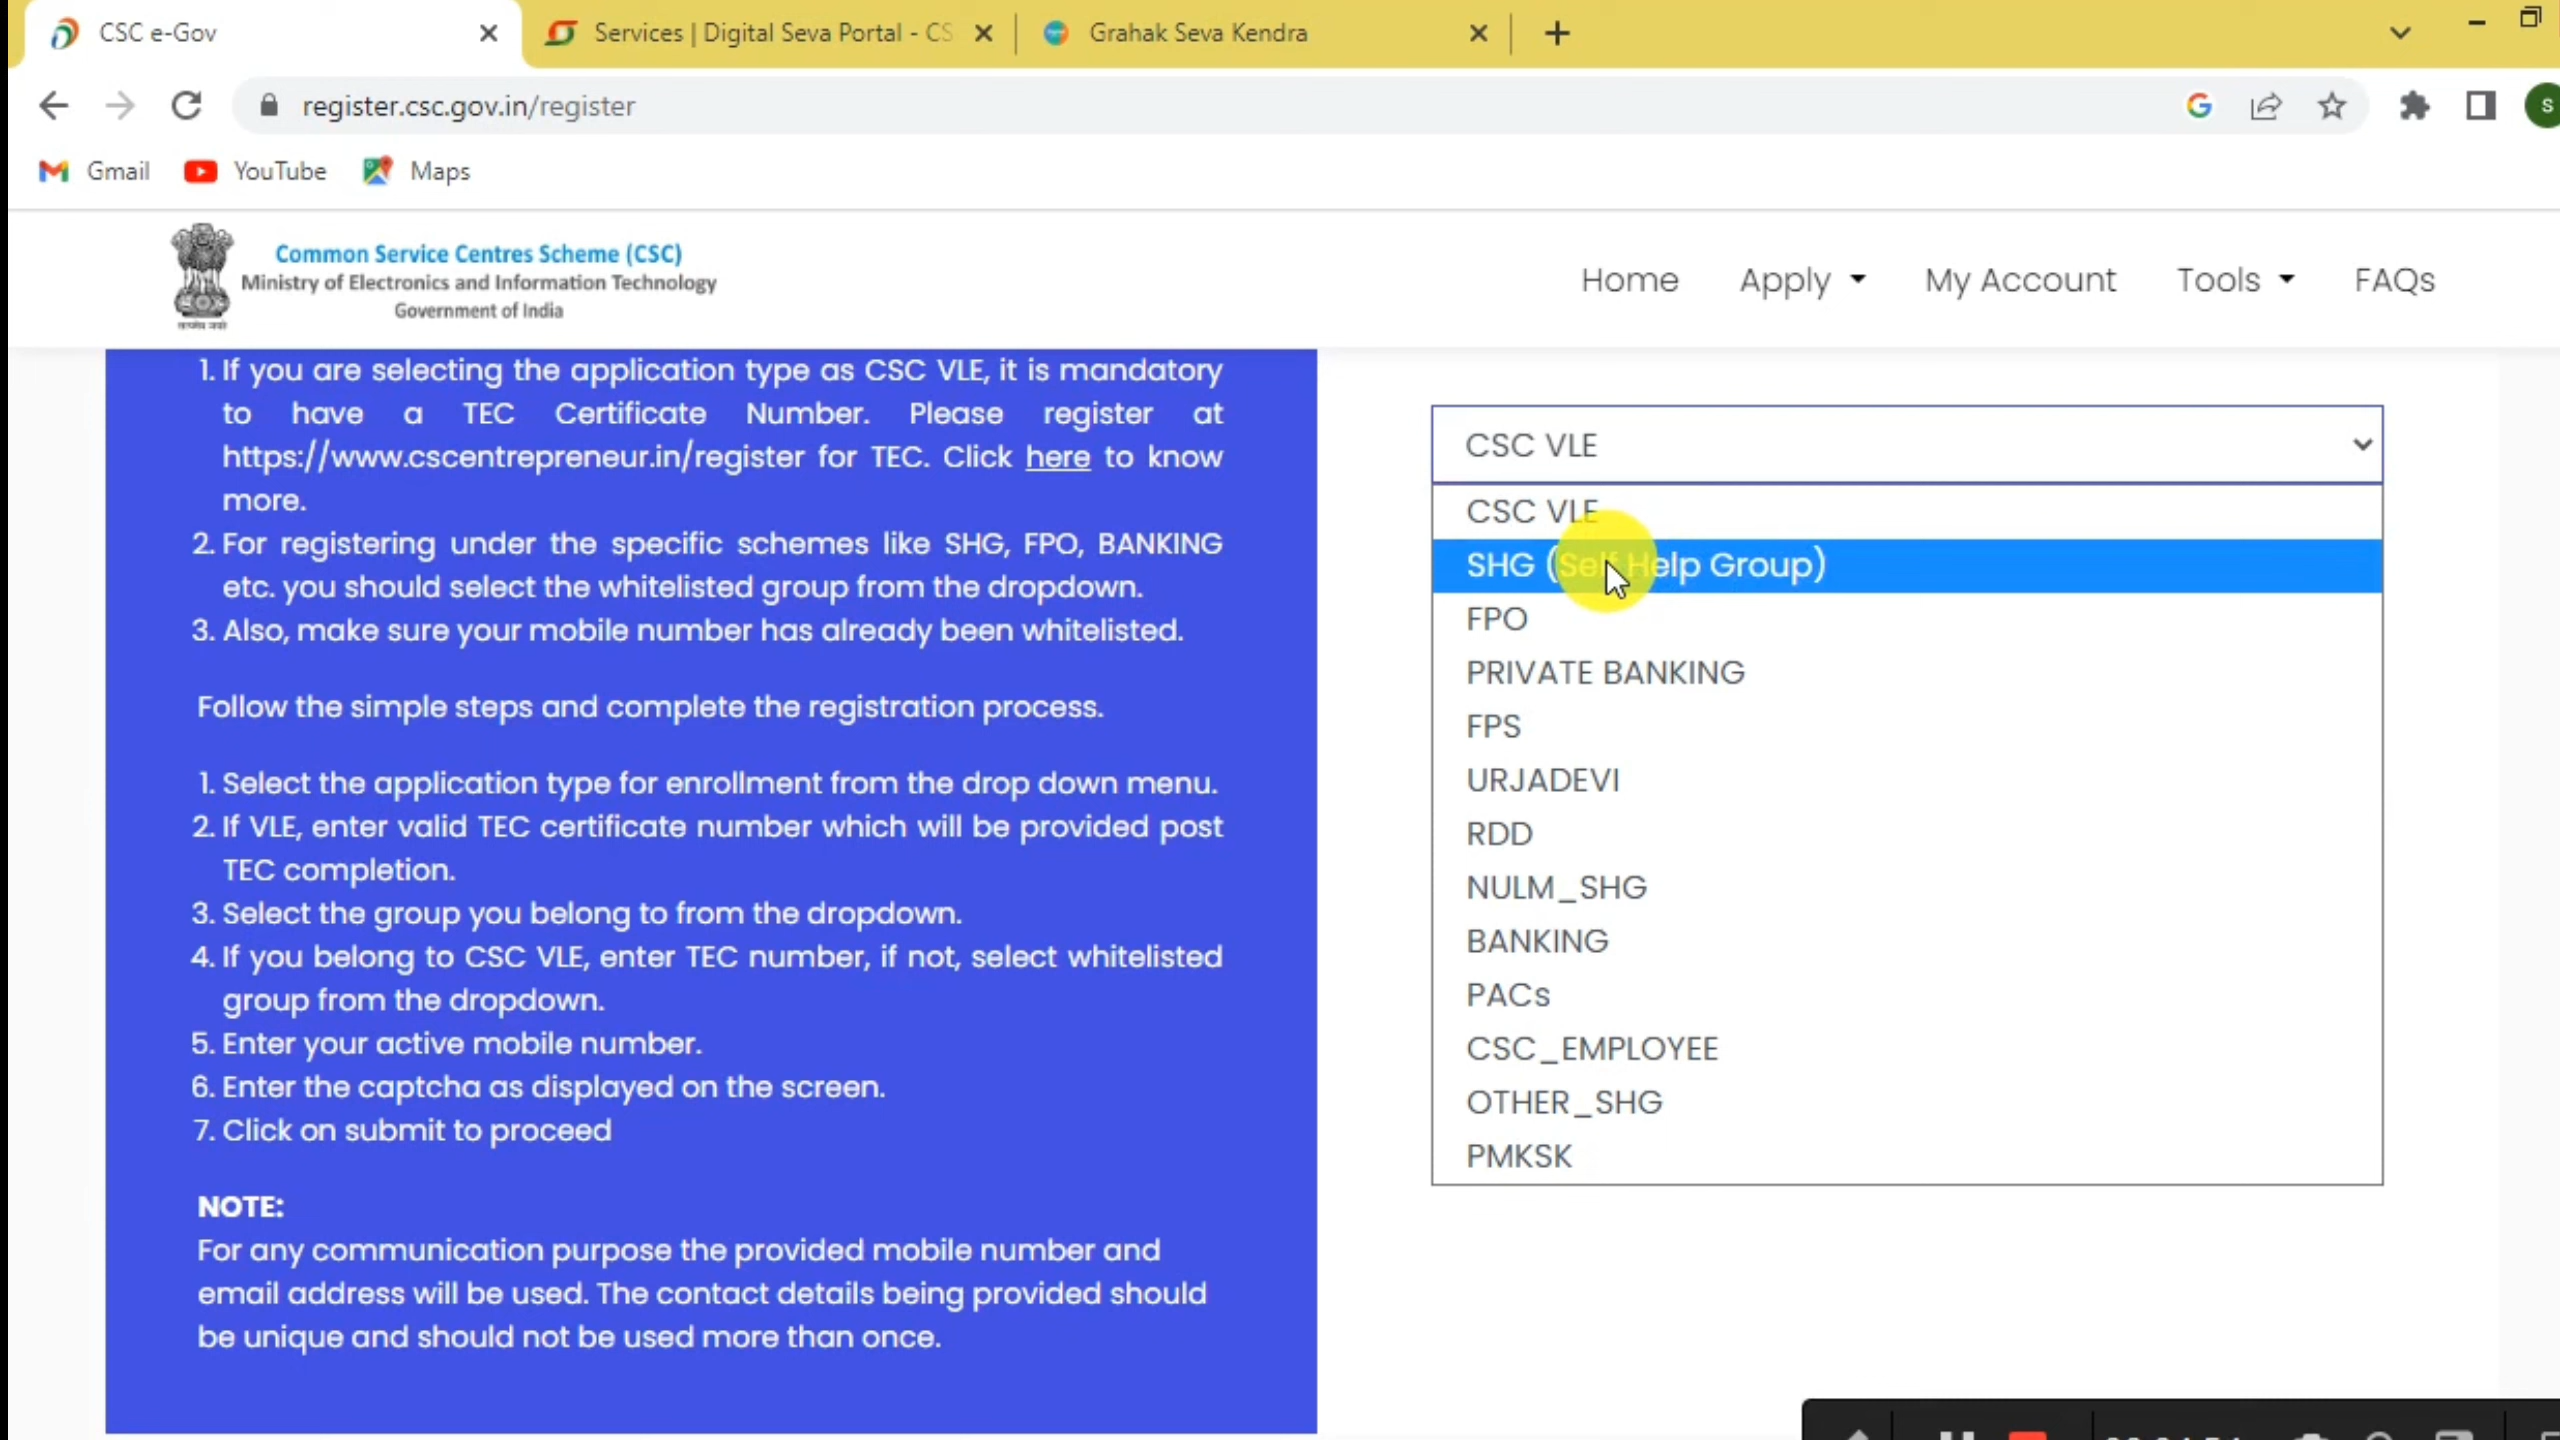 CSC e-Gov
Services | Digital Seva Portal - CS
Grahak Seva Kendra
register.csc.gov.in/register
S
Gmail
YouTube
Maps
Common Service Centres Scheme (CSC)
Ministry of Electronics and Information Technology
Government of India
Home
Apply
My Account
Tools
FAQs
1. If you are selecting the application type as CSC VLE, it is mandatory
to have a TEC Certificate Number. Please register at
https://www.cscentrepreneur.in/register for TEC. Click here to know
more.
2. For registering under the specific schemes like SHG, FPO, BANKING
etc. you should select the whitelisted group from the dropdown.
3. Also, make sure your mobile number has already been whitelisted.
Follow the simple steps and complete the registration process.
1. Select the application type for enrollment from the drop down menu.
2. If VLE, enter valid TEC certificate number which will be provided post
TEC completion.
3. Select the group you belong to from the dropdown.
4. If you belong to CSC VLE, enter TEC number, if not, select whitelisted
group from the dropdown.
5. Enter your active mobile number.
6. Enter the captcha as displayed on the screen.
7. Click on submit to proceed
NOTE:
For any communication purpose the provided mobile number and
email address will be used. The contact details being provided should
be unique and should not be used more than once.
CSC VLE
CSC VLE
SHG (Self Help Group)
FPO
PRIVATE BANKING
FPS
URJADEVI
RDD
NULM_SHG
BANKING
PACs
CSC_EMPLOYEE
OTHER_SHG
PMKSK